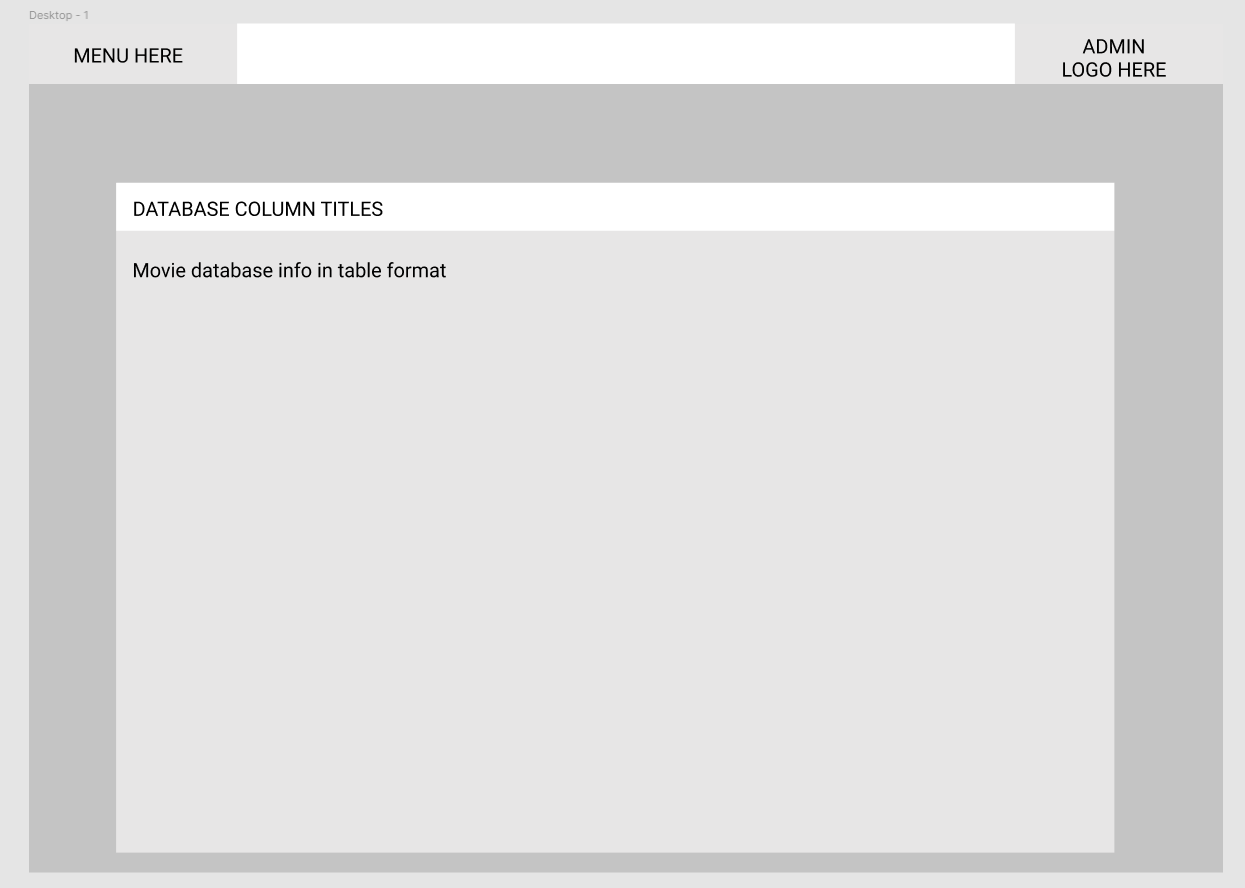 Desktop - 1
MENU HERE
ADMIN
LOGO HERE
DATABASE COLUMN TITLES
Movie database info in table format